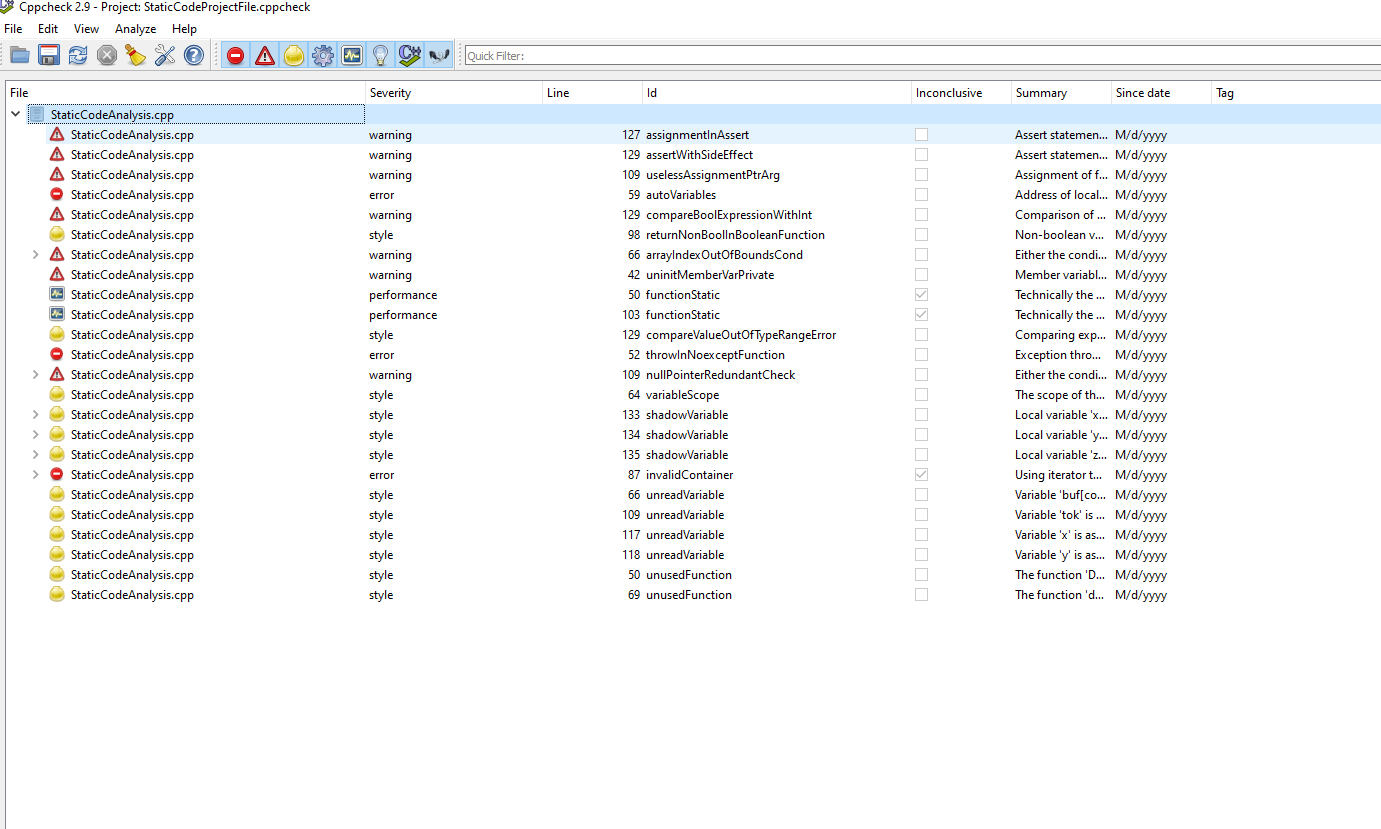 Cppcheck 2.9 - Project: StaticCodeProjectFile.cppcheck
File Edit View Analyze Help
Quick Filter:
File Severity Line Id Inconclusive Summary Since date Tag
StaticCodeAnalysis.cpp
StaticCodeAnalysis.cpp warning 127 assignmentInAssert Assert statemen... M/d/yyyy
StaticCodeAnalysis.cpp warning 129 assertWithSideEffect Assert statemen... M/d/yyyy
StaticCodeAnalysis.cpp warning 109 uselessAssignmentPtrArg Assignment of f... M/d/yyyy
StaticCodeAnalysis.cpp error 59 autoVariables Address of local... M/d/yyyy
StaticCodeAnalysis.cpp warning 129 compareBoolExpressionWithInt Comparison of ... M/d/yyyy
StaticCodeAnalysis.cpp style 98 returnNonBoolInBooleanFunction Non-boolean v... M/d/yyyy
StaticCodeAnalysis.cpp warning 66 arrayIndexOutOfBoundsCond Either the condi... M/d/yyyy
StaticCodeAnalysis.cpp warning 42 uninitMemberVarPrivate Member variabl... M/d/yyyy
StaticCodeAnalysis.cpp performance 50 functionStatic Technically the ... M/d/yyyy
StaticCodeAnalysis.cpp performance 103 functionStatic Technically the ... M/d/yyyy
StaticCodeAnalysis.cpp style 129 compareValueOutOfTypeRangeError Comparing exp... M/d/yyyy
StaticCodeAnalysis.cpp error 52 throwInNoexceptFunction Exception thro... M/d/yyyy
StaticCodeAnalysis.cpp warning 109 nullPointerRedundantCheck Either the condi... M/d/yyyy
StaticCodeAnalysis.cpp style 64 variableScope The scope of th... M/d/yyyy
StaticCodeAnalysis.cpp style 133 shadowVariable Local variable 'x... M/d/yyyy
StaticCodeAnalysis.cpp style 134 shadowVariable Local variable 'y... M/d/yyyy
StaticCodeAnalysis.cpp style 135 shadowVariable Local variable 'z... M/d/yyyy
StaticCodeAnalysis.cpp error 87 invalidContainer Using iterator t... M/d/yyyy
StaticCodeAnalysis.cpp style 66 unreadVariable Variable 'buf[co... M/d/yyyy
StaticCodeAnalysis.cpp style 109 unreadVariable Variable 'tok' is ... M/d/yyyy
StaticCodeAnalysis.cpp style 117 unreadVariable Variable 'x' is as... M/d/yyyy
StaticCodeAnalysis.cpp style 118 unreadVariable Variable 'y' is as... M/d/yyyy
StaticCodeAnalysis.cpp style 50 unusedFunction The function 'D... M/d/yyyy
StaticCodeAnalysis.cpp style 69 unusedFunction The function 'd... M/d/yyyy